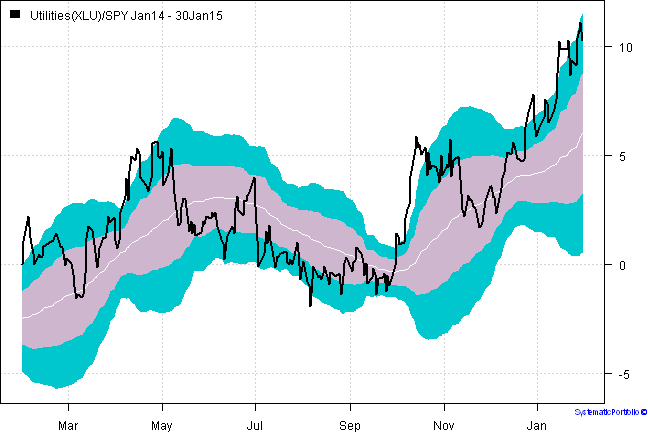 Utilities(XLU)/SPY Jan14 - 30Jan15
10
5
0
-5
Mar May Jul Sep Nov Jan
SystematicPortfolio ©